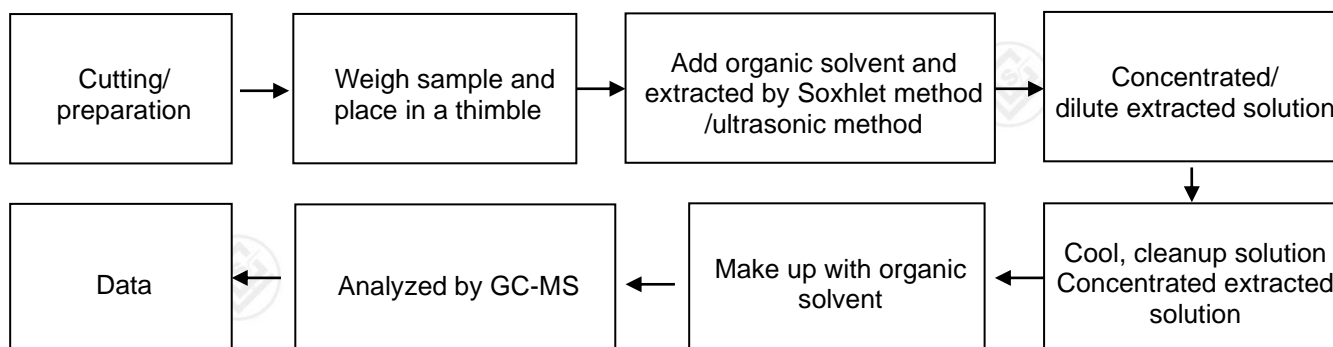 Cutting/
preparation
Weigh sample and
place in a thimble
Add organic solvent and
extracted by Soxhlet method
/ultrasonic method
Concentrated/
dilute extracted solution
Cool, cleanup solution
Concentrated extracted
solution
Make up with organic
solvent
Analyzed by GC-MS
Data